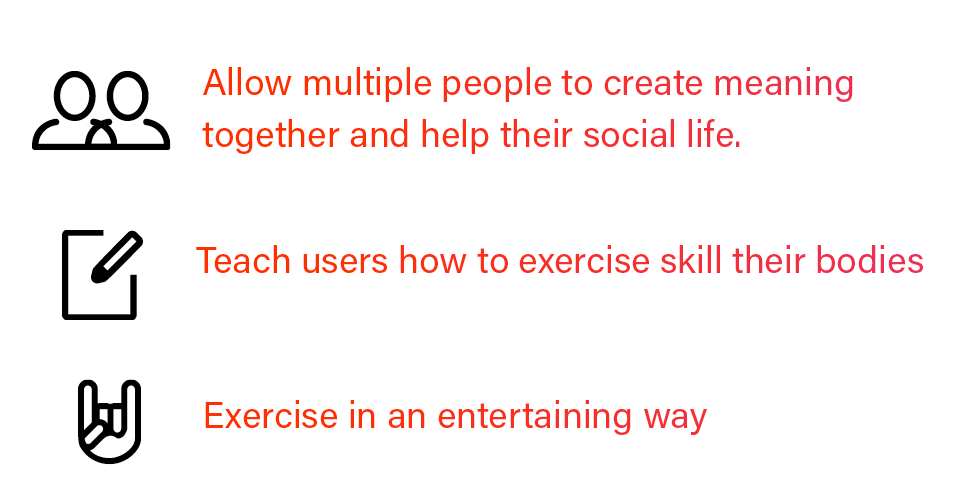 Allow multiple people to create meaning
together and help their social life.
Teach users how to exercise skill their bodies
Exercise in an entertaining way